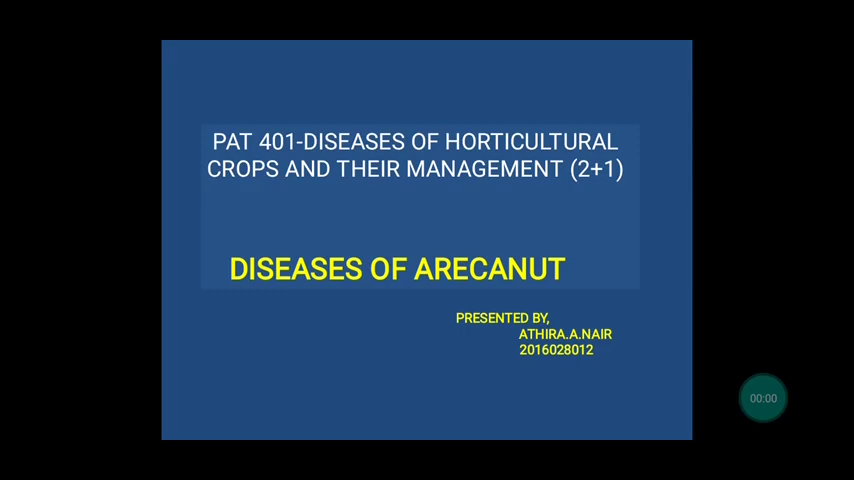 PAT 401-DISEASES OF HORTICULTURAL
CROPS AND THEIR MANAGEMENT (2+1)
DISEASES OF ARECANUT
PRESENTED BY,
ATHIRA.A.NAIR
2016028012
00:00